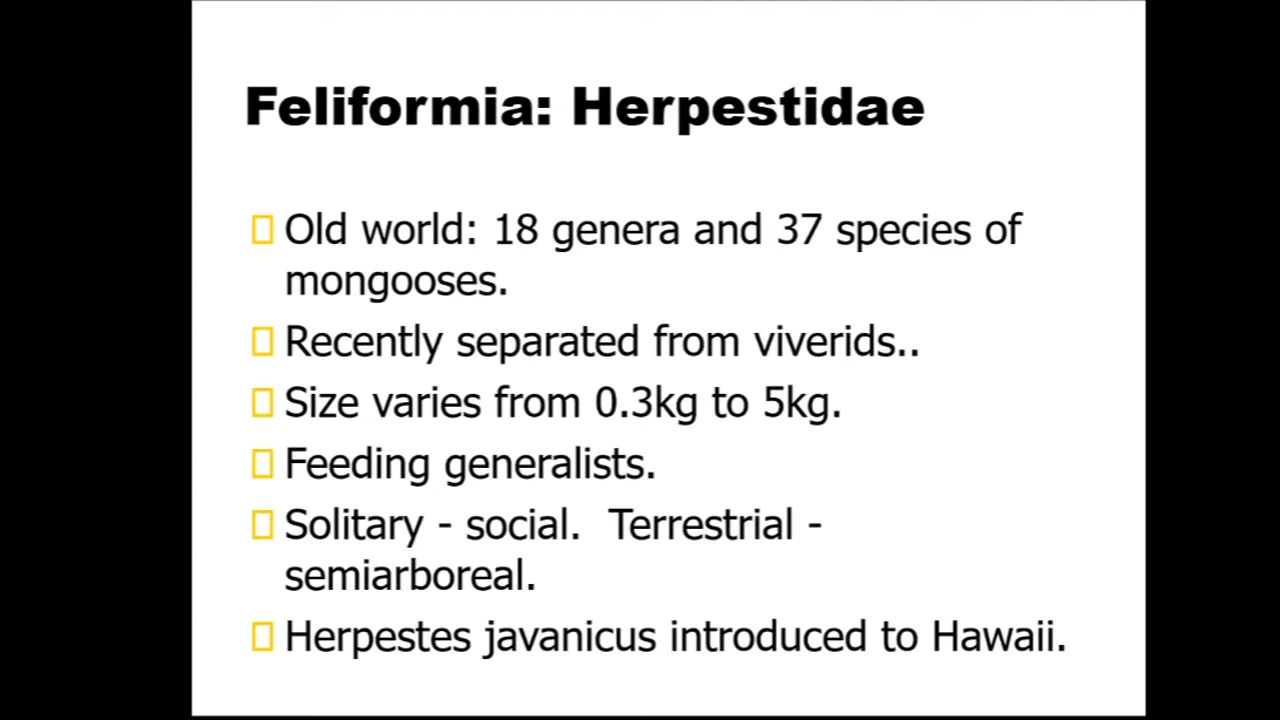 Feliformia: Herpestidae
Old world: 18 genera and 37 species of
mongooses.
Recently separated from viverids..
Size varies from 0.3kg to 5kg.
Feeding generalists.
Solitary - social.  Terrestrial -
semiarboreal.
Herpestes javanicus introduced to Hawaii.